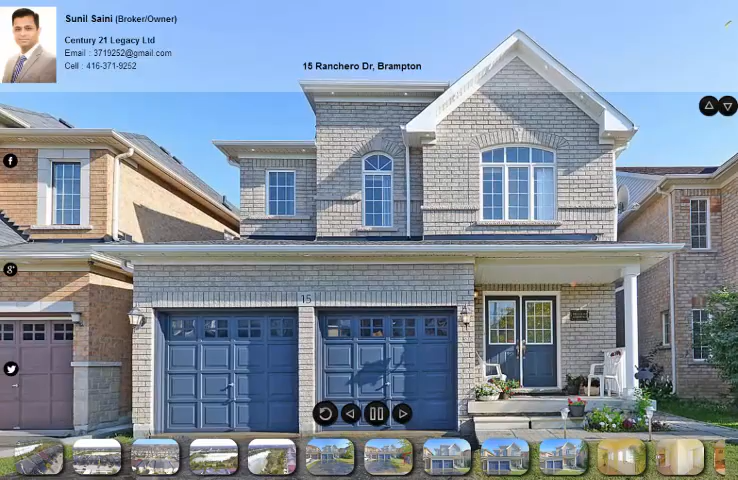 Sunil Saini (Broker/Owner)
Century 21 Legacy Ltd
Email : 3719252@gmail.com
Cell : 416-371-9252
15 Ranchero Dr, Brampton
f
g+
15